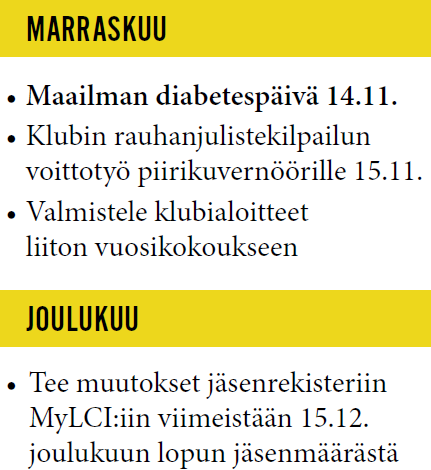 MARRASKUU
• Maailman diabetespäivä 14.11.
• Klubin rauhanjulistekilpailun
voittotyö piirikuvernöörille 15.11.
• Valmistele klubialoitteet
liiton vuosikokoukseen
JOULUKUU
• Tee muutokset jäsenrekisteriin
MyLCI:iin viimeistään 15.12.
joulukuun lopun jäsenmäärästä